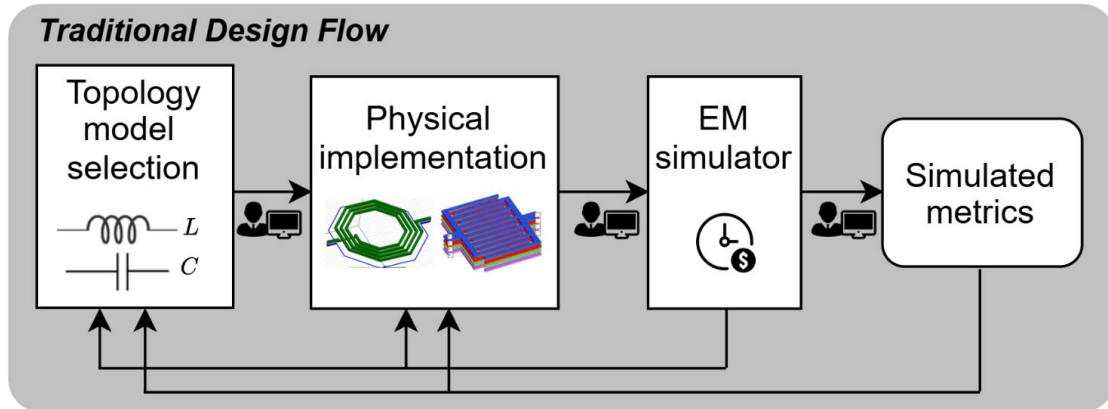 Traditional Design Flow
Topology
model
selection
L
C
Physical
implementation
EM
simulator
$
Simulated
metrics